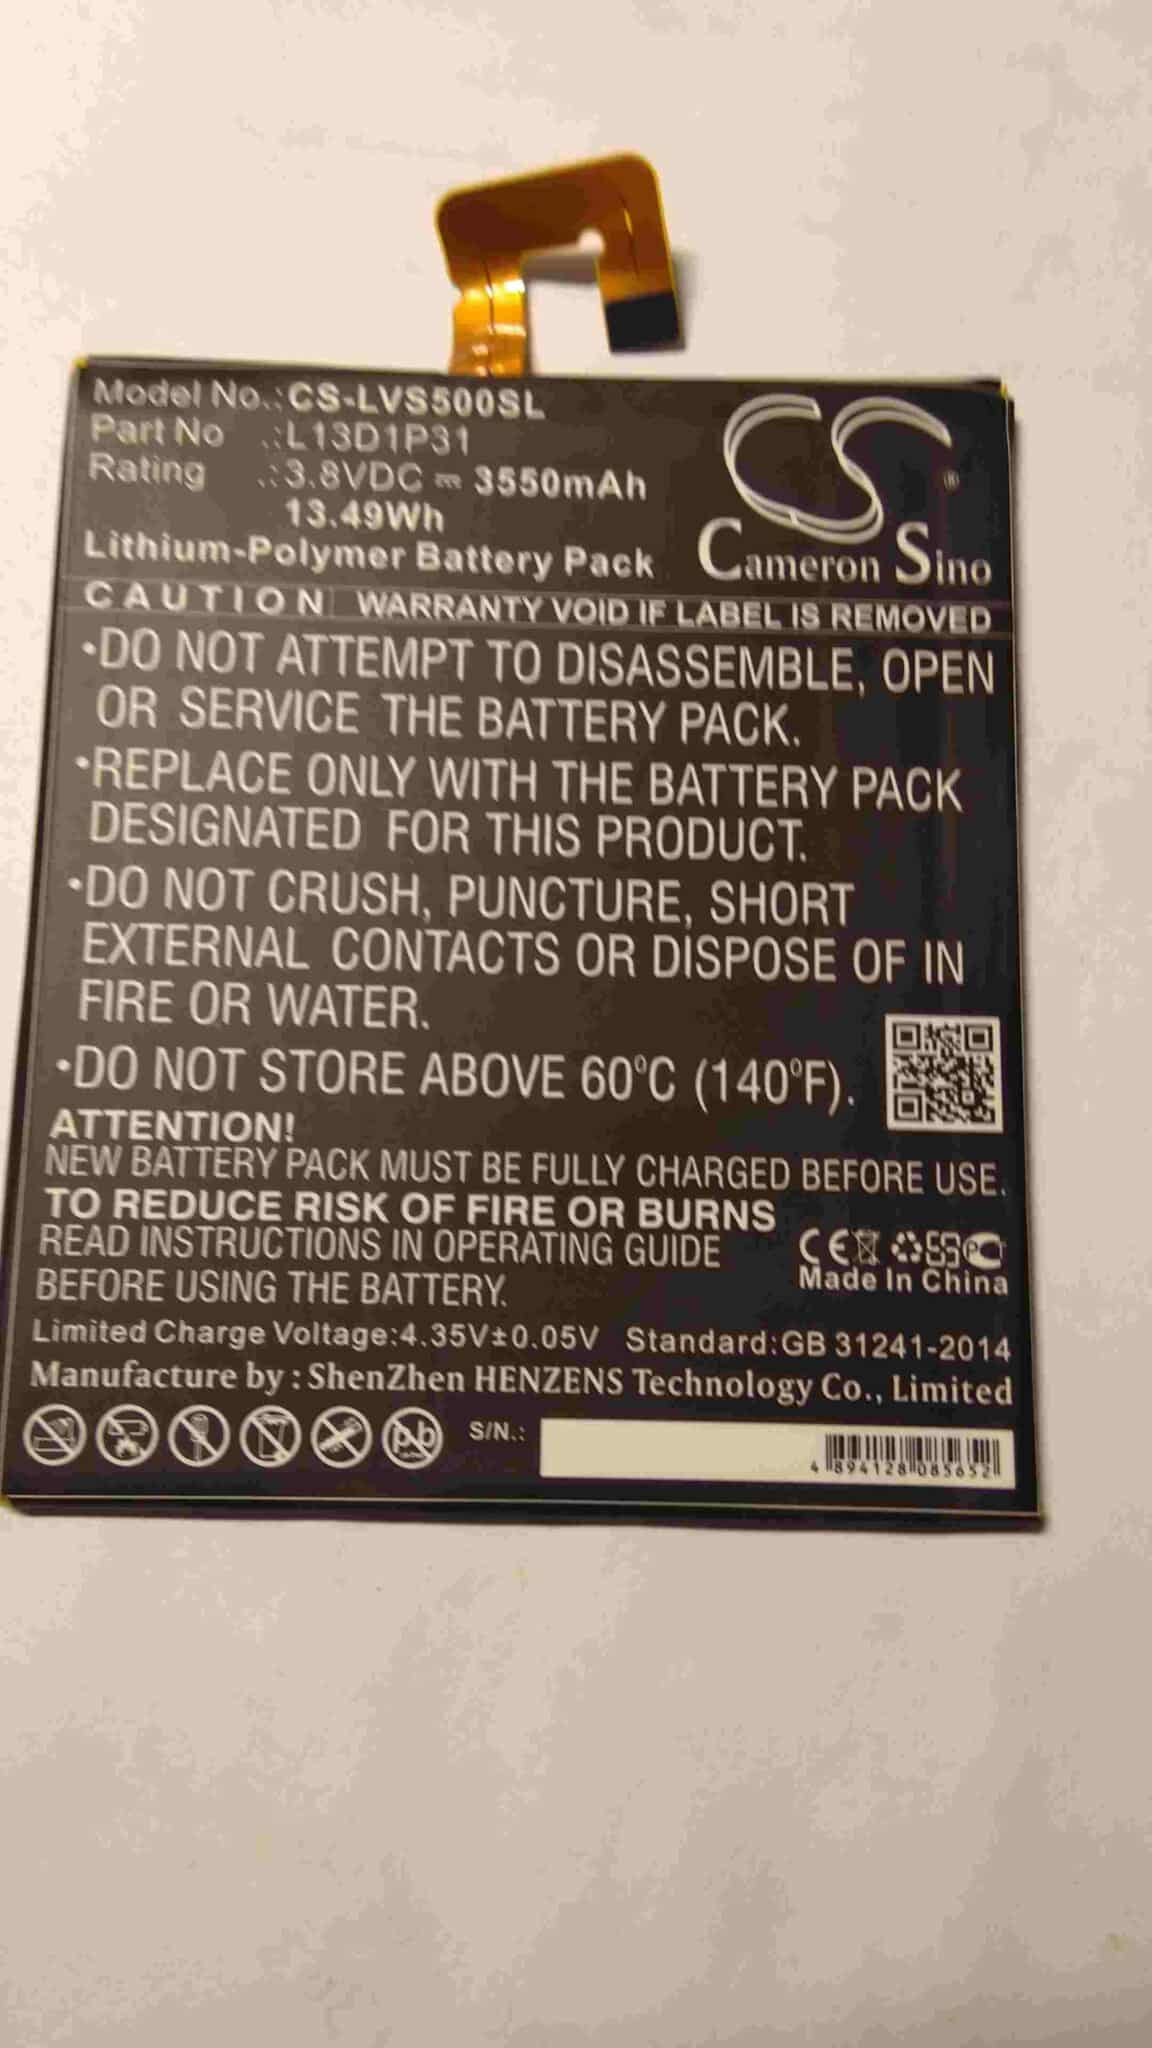 Model No.:CS-LVS500SL
Part No .:L13D1P31
Rating .:3.8VDC ⎓ 3550mAh
13.49Wh
Lithium-Polymer Battery Pack
CS
®
Cameron Sino
CAUTION WARRANTY VOID IF LABEL IS REMOVED
•DO NOT ATTEMPT TO DISASSEMBLE, OPEN
OR SERVICE THE BATTERY PACK.
•REPLACE ONLY WITH THE BATTERY PACK
DESIGNATED FOR THIS PRODUCT.
•DO NOT CRUSH, PUNCTURE, SHORT
EXTERNAL CONTACTS OR DISPOSE OF IN
FIRE OR WATER.
•DO NOT STORE ABOVE 60°C (140°F).
ATTENTION!
NEW BATTERY PACK MUST BE FULLY CHARGED BEFORE USE.
TO REDUCE RISK OF FIRE OR BURNS
READ INSTRUCTIONS IN OPERATING GUIDE
BEFORE USING THE BATTERY.
CE
Made In China
Limited Charge Voltage:4.35V±0.05V Standard:GB 31241-2014
Manufacture by : ShenZhen HENZENS Technology Co., Limited
pb
S/N.:
4 894128 085652